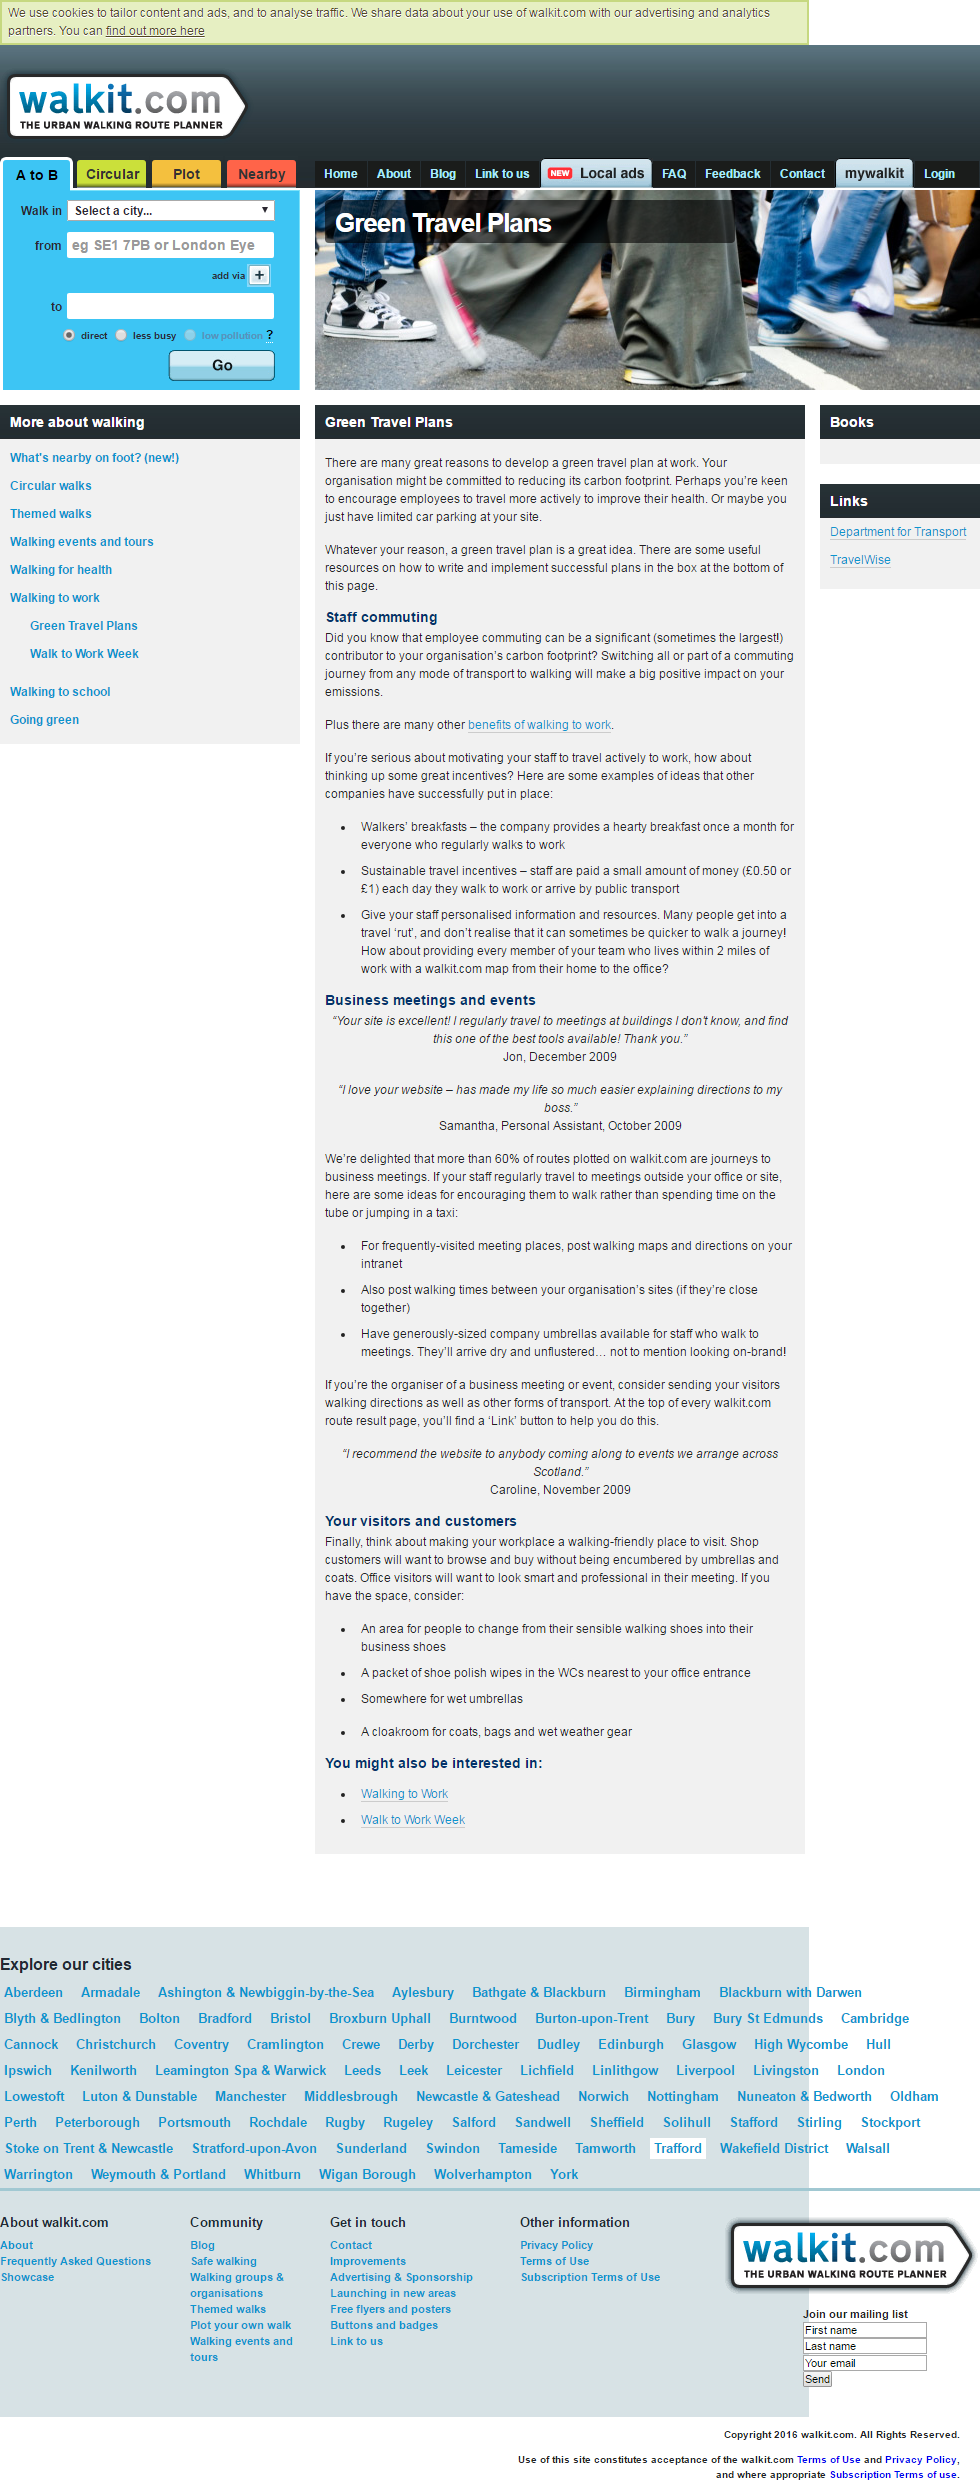 We use cookies to tailor content and ads, and to analyse traffic. We share data about your use of walkit.com with our advertising and analytics
partners. You can find out more here
walkit.com
THE URBAN WALKING ROUTE PLANNER
A to B Circular Plot Nearby
Home About Blog Link to us NEW Local ads FAQ Feedback Contact mywalkit Login
Walk in Select a city...
from eg SE1 7PB or London Eye
add via +
to
direct less busy low pollution ?
Go
Green Travel Plans
More about walking
What's nearby on foot? (new!)
Circular walks
Themed walks
Walking events and tours
Walking for health
Walking to work
Green Travel Plans
Walk to Work Week
Walking to school
Going green
Green Travel Plans
There are many great reasons to develop a green travel plan at work. Your
organisation might be committed to reducing its carbon footprint. Perhaps you’re keen
to encourage employees to travel more actively to improve their health. Or maybe you
just have limited car parking at your site.
Whatever your reason, a green travel plan is a great idea. There are some useful
resources on how to write and implement successful plans in the box at the bottom of
this page.
Staff commuting
Did you know that employee commuting can be a significant (sometimes the largest!)
contributor to your organisation’s carbon footprint? Switching all or part of a commuting
journey from any mode of transport to walking will make a big positive impact on your
emissions.
Plus there are many other benefits of walking to work.
If you’re serious about motivating your staff to travel actively to work, how about
thinking up some great incentives? Here are some examples of ideas that other
companies have successfully put in place:
• Walkers’ breakfasts – the company provides a hearty breakfast once a month for
everyone who regularly walks to work
• Sustainable travel incentives – staff are paid a small amount of money (£0.50 or
£1) each day they walk to work or arrive by public transport
• Give your staff personalised information and resources. Many people get into a
travel ‘rut’, and don’t realise that it can sometimes be quicker to walk a journey!
How about providing every member of your team who lives within 2 miles of
work with a walkit.com map from their home to the office?
Business meetings and events
“Your site is excellent! I regularly travel to meetings at buildings I don’t know, and find
this one of the best tools available! Thank you.”
Jon, December 2009
“I love your website – has made my life so much easier explaining directions to my
boss.”
Samantha, Personal Assistant, October 2009
We’re delighted that more than 60% of routes plotted on walkit.com are journeys to
business meetings. If your staff regularly travel to meetings outside your office or site,
here are some ideas for encouraging them to walk rather than spending time on the
tube or jumping in a taxi:
• For frequently-visited meeting places, post walking maps and directions on your
intranet
• Also post walking times between your organisation’s sites (if they’re close
together)
• Have generously-sized company umbrellas available for staff who walk to
meetings. They’ll arrive dry and unflustered… not to mention looking on-brand!
If you’re the organiser of a business meeting or event, consider sending your visitors
walking directions as well as other forms of transport. At the top of every walkit.com
route result page, you’ll find a ‘Link’ button to help you do this.
“I recommend the website to anybody coming along to events we arrange across
Scotland.”
Caroline, November 2009
Your visitors and customers
Finally, think about making your workplace a walking-friendly place to visit. Shop
customers will want to browse and buy without being encumbered by umbrellas and
coats. Office visitors will want to look smart and professional in their meeting. If you
have the space, consider:
• An area for people to change from their sensible walking shoes into their
business shoes
• A packet of shoe polish wipes in the WCs nearest to your office entrance
• Somewhere for wet umbrellas
• A cloakroom for coats, bags and wet weather gear
You might also be interested in:
• Walking to Work
• Walk to Work Week
Books
Links
Department for Transport
TravelWise
Explore our cities
Aberdeen Armadale Ashington & Newbiggin-by-the-Sea Aylesbury Bathgate & Blackburn Birmingham Blackburn with Darwen
Blyth & Bedlington Bolton Bradford Bristol Broxburn Uphall Burntwood Burton-upon-Trent Bury Bury St Edmunds Cambridge
Cannock Christchurch Coventry Cramlington Crewe Derby Dorchester Dudley Edinburgh Glasgow High Wycombe Hull
Ipswich Kenilworth Leamington Spa & Warwick Leeds Leek Leicester Lichfield Linlithgow Liverpool Livingston London
Lowestoft Luton & Dunstable Manchester Middlesbrough Newcastle & Gateshead Norwich Nottingham Nuneaton & Bedworth Oldham
Perth Peterborough Portsmouth Rochdale Rugby Rugeley Salford Sandwell Sheffield Solihull Stafford Stirling Stockport
Stoke on Trent & Newcastle Stratford-upon-Avon Sunderland Swindon Tameside Tamworth Trafford Wakefield District Walsall
Warrington Weymouth & Portland Whitburn Wigan Borough Wolverhampton York
About walkit.com
About
Frequently Asked Questions
Showcase
Community
Blog
Safe walking
Walking groups &
organisations
Themed walks
Plot your own walk
Walking events and
tours
Get in touch
Contact
Improvements
Advertising & Sponsorship
Launching in new areas
Free flyers and posters
Buttons and badges
Link to us
Other information
Privacy Policy
Terms of Use
Subscription Terms of Use
walkit.com
THE URBAN WALKING ROUTE PLANNER
Join our mailing list
First name
Last name
Your email
Send
Copyright 2016 walkit.com. All Rights Reserved.
Use of this site constitutes acceptance of the walkit.com Terms of Use and Privacy Policy,
and where appropriate Subscription Terms of use.